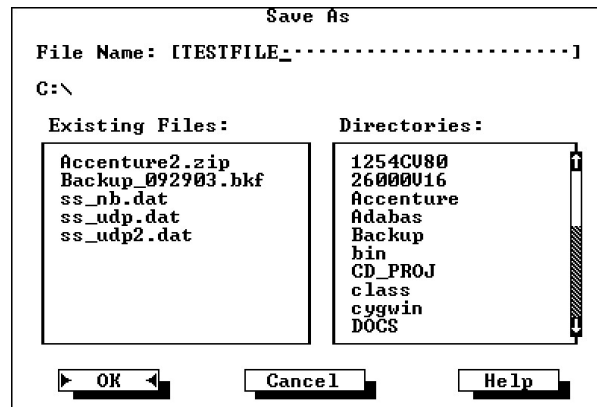 Save As
File Name: [TESTFILE_························]
C:\
Existing Files: Directories:
Accenture2.zip
Backup_092903.bkf
ss_nb.dat
ss_udp.dat
ss_udp2.dat
1254CV80
26000V16
Accenture
Adabas
Backup
bin
CD_PROJ
class
cygwin
DOCS
OK Cancel Help